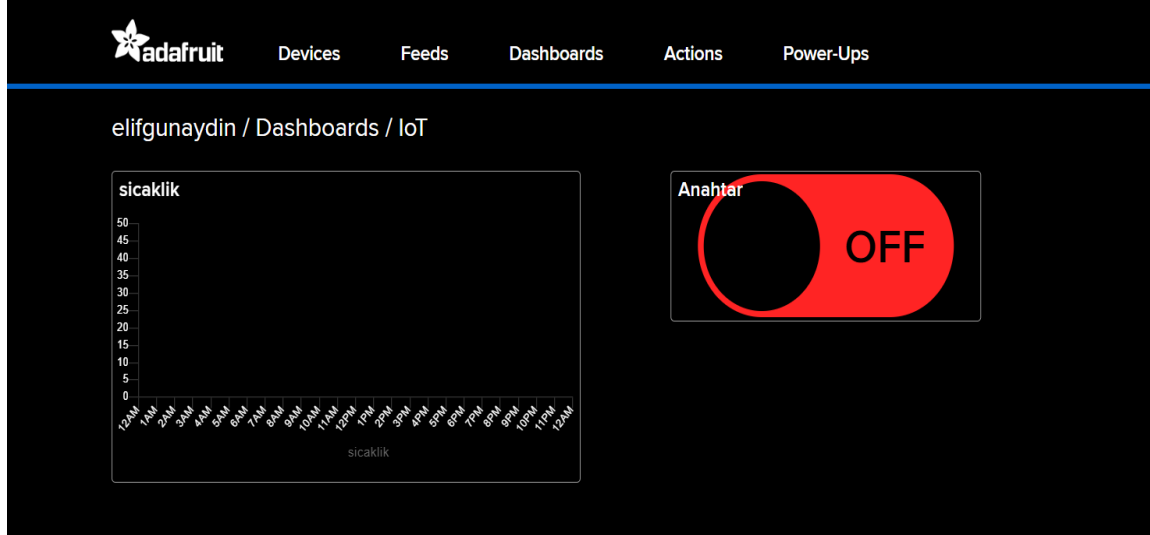 adafruit Devices Feeds Dashboards Actions Power-Ups
elifgunaydin / Dashboards / IoT
sicaklik
50
45
40
35
30
25
20
15
10
5
0
12AM 1AM 2AM 3AM 4AM 5AM 6AM 7AM 8AM 9AM 10AM 11AM 12PM 1PM 2PM 3PM 4PM 5PM 6PM 7PM 8PM 9PM 10PM 11PM 12AM
sicaklik
Anahtar
OFF